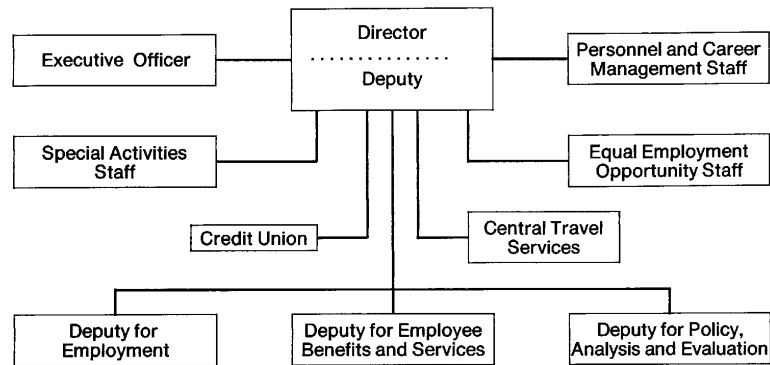 Director
Deputy
Executive Officer
Personnel and Career
Management Staff
Special Activities
Staff
Equal Employment
Opportunity Staff
Credit Union
Central Travel
Services
Deputy for
Employment
Deputy for Employee
Benefits and Services
Deputy for Policy,
Analysis and Evaluation